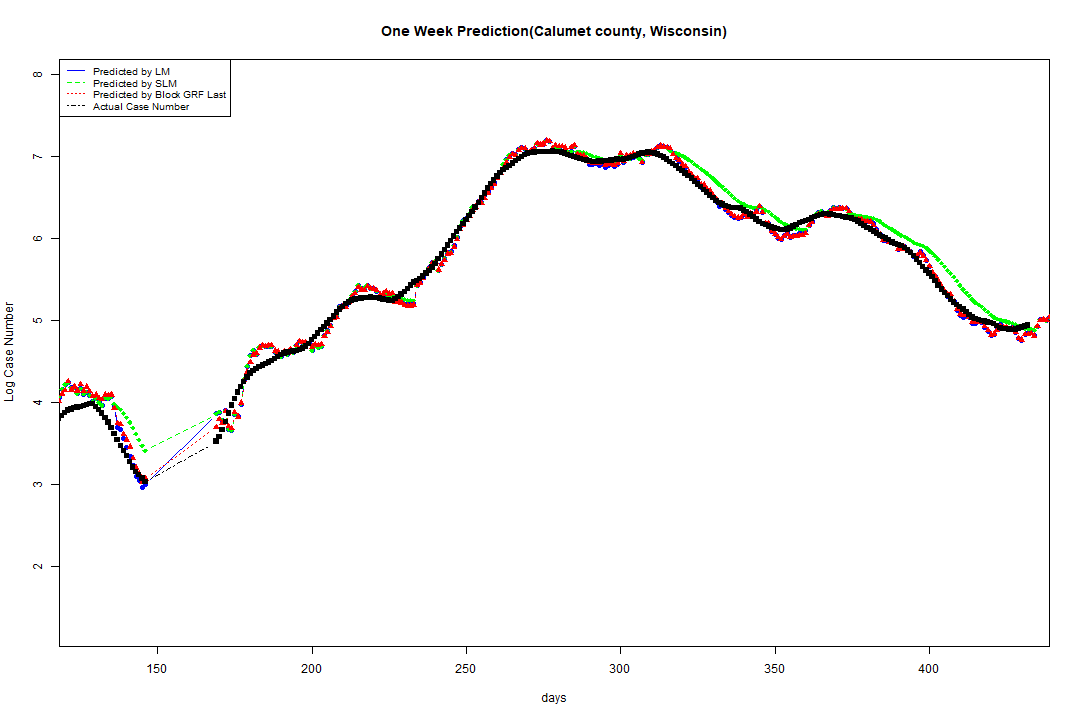 One Week Prediction(Calumet county, Wisconsin)
Predicted by LM
Predicted by SLM
Predicted by Block GRF Last
Actual Case Number
Log Case Number
8
7
6
5
4
3
2
150 200 250 300 350 400
days